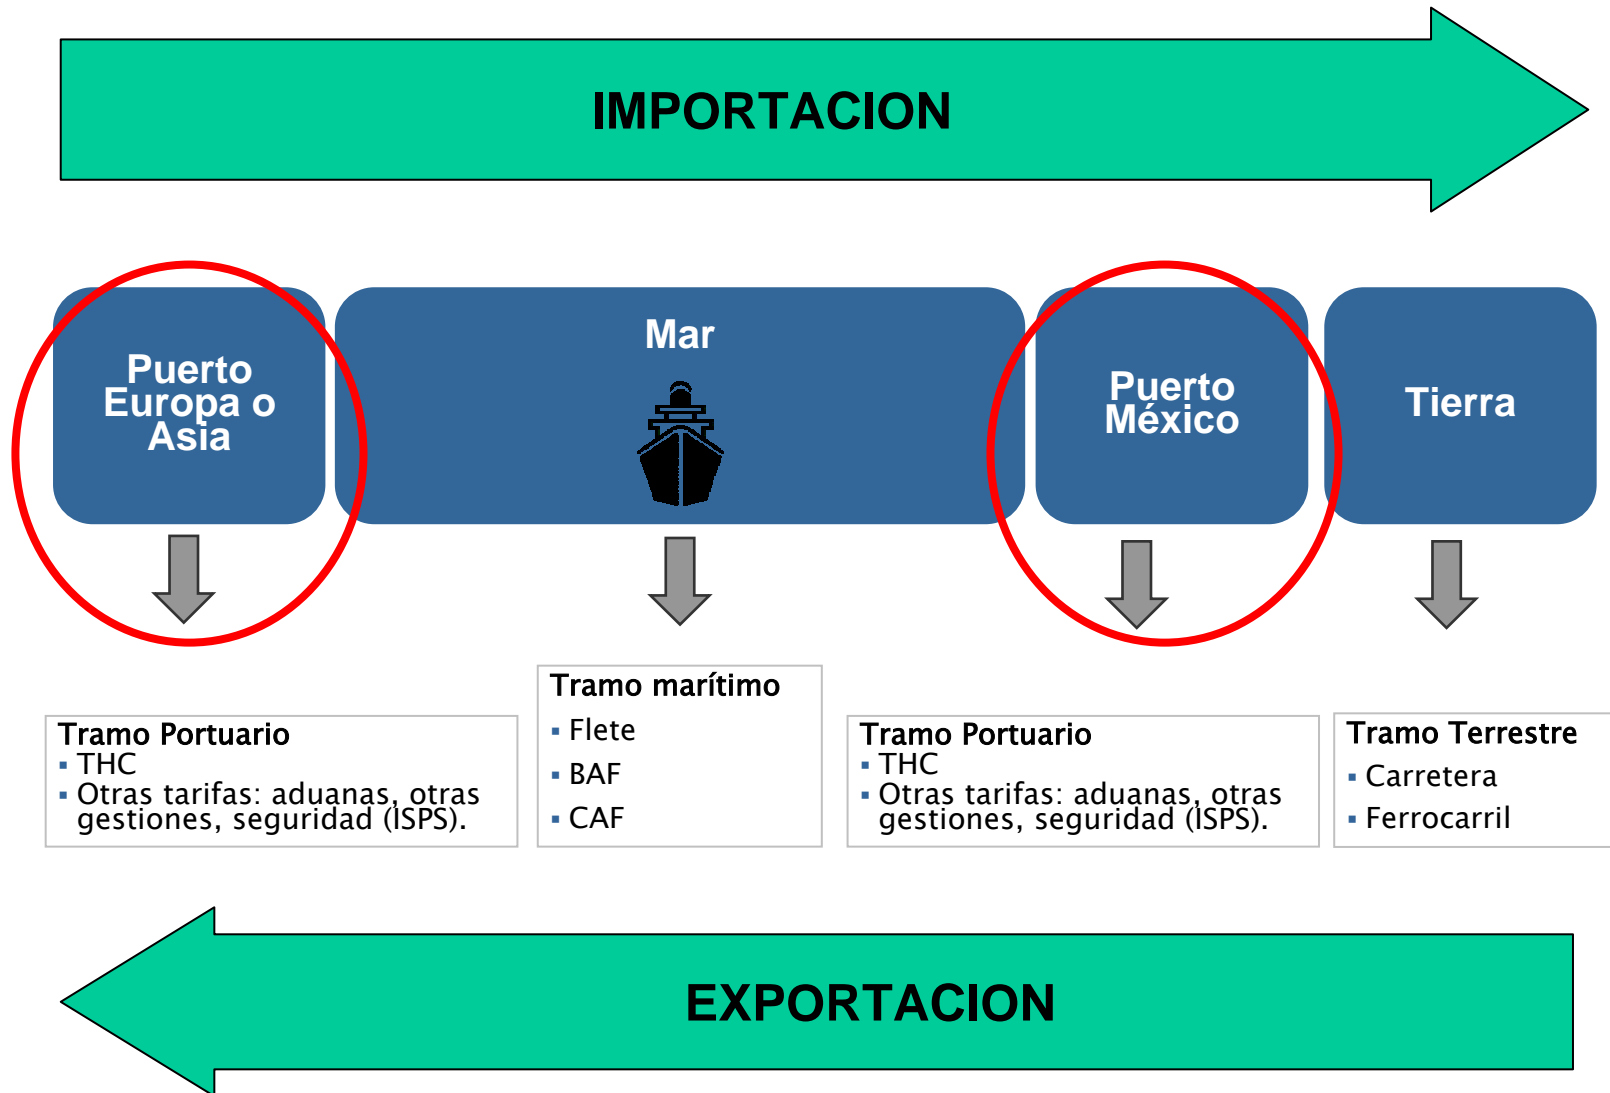 IMPORTACION
Puerto
Europa o
Asia
Mar
Puerto
México
Tierra
Tramo Portuario
▪ THC
▪ Otras tarifas: aduanas, otras
gestiones, seguridad (ISPS).
Tramo marítimo
▪ Flete
▪ BAF
▪ CAF
Tramo Portuario
▪ THC
▪ Otras tarifas: aduanas, otras
gestiones, seguridad (ISPS).
Tramo Terrestre
▪ Carretera
▪ Ferrocarril
EXPORTACION